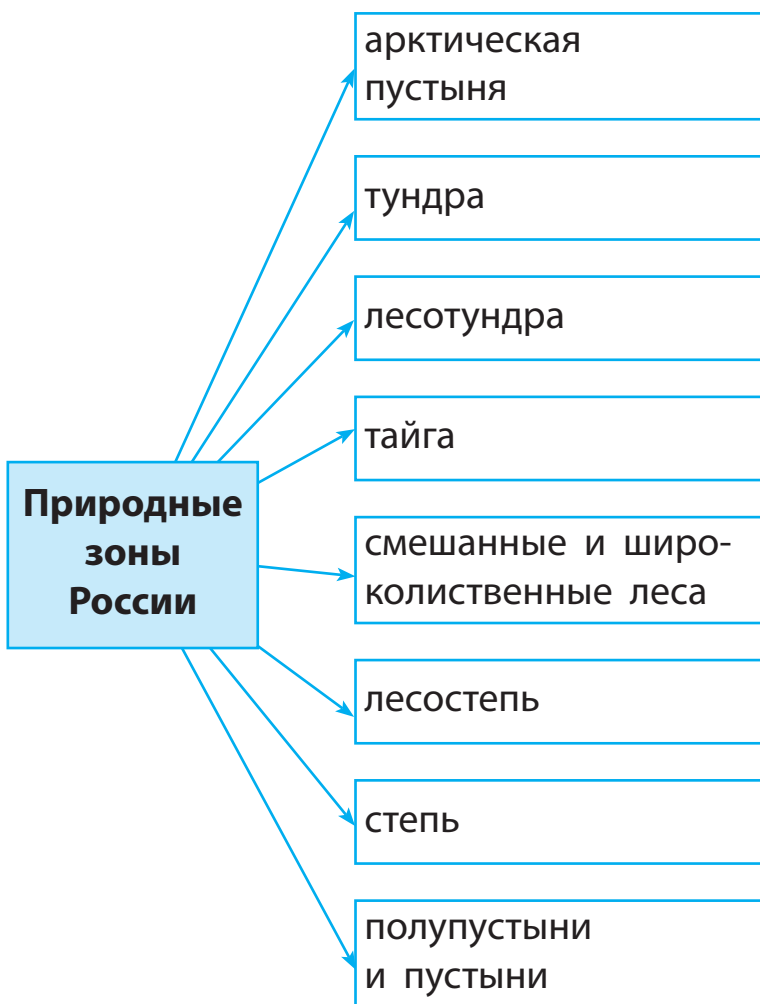 арктическая
пустыня
тундра
лесотундра
тайга
Природные
зоны
России
смешанные и широ-
колиственные леса
лесостепь
степь
полупустыни
и пустыни